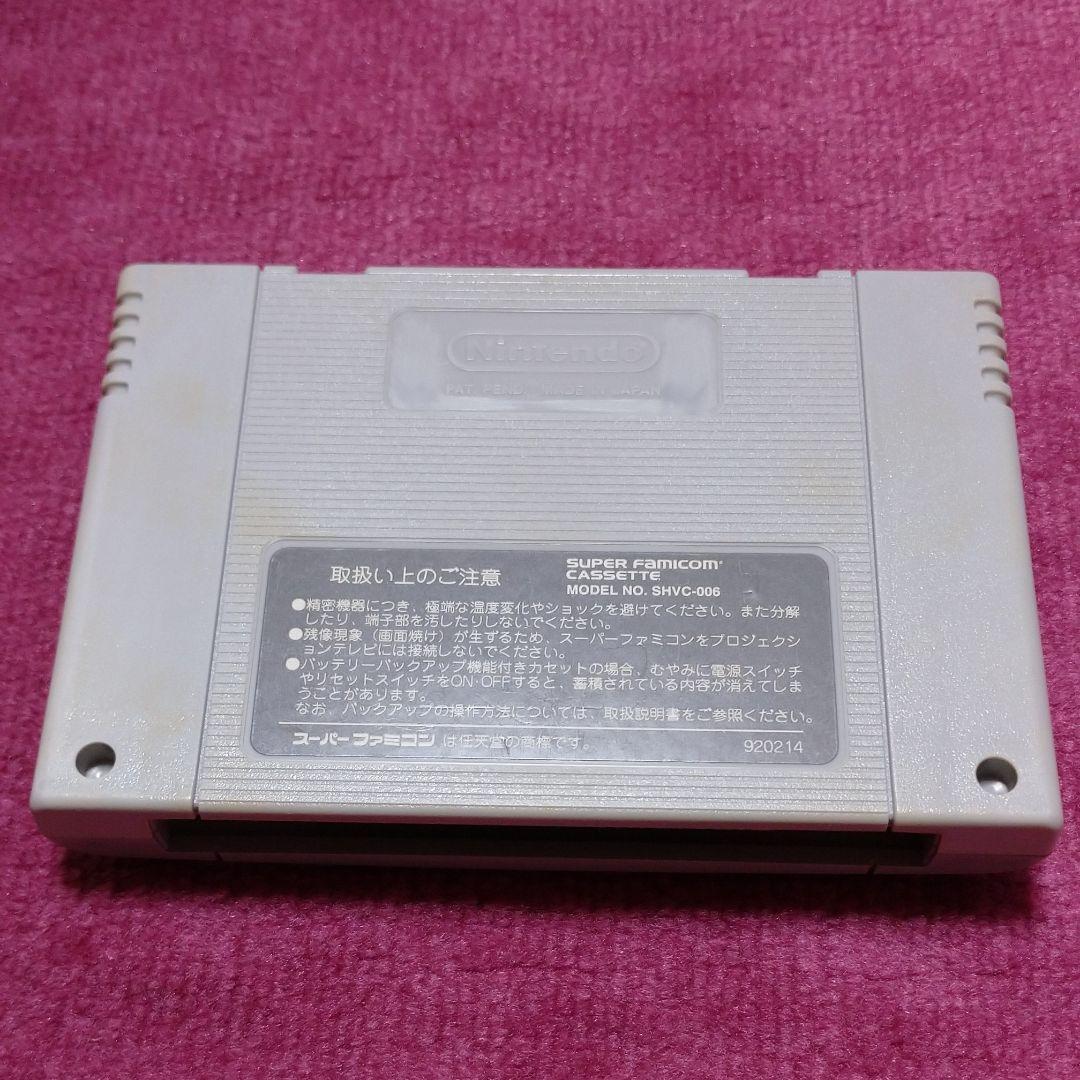 Nintendo
PAT. PEND. MADE IN JAPAN
取扱い上のご注意
SUPER FAMICOM
CASSETTE
MODEL NO. SHVC-006
●精密機器につき、極端な温度変化やショックを避けてください。また分解
したり、端子部を汚したりしないでください。
●残像現象（画面焼け）が生ずるため、スーパーファミコンをプロジェクシ
ョンテレビには接続しないでください。
●バッテリーバックアップ機能付きカセットの場合、むやみに電源スイッチ
やリセットスイッチをON・OFFすると、蓄積されている内容が消えてしま
うことがあります。
なお、バックアップの操作方法については、取扱説明書をご参照ください。
スーパーファミコン は任天堂の商標です。
920214